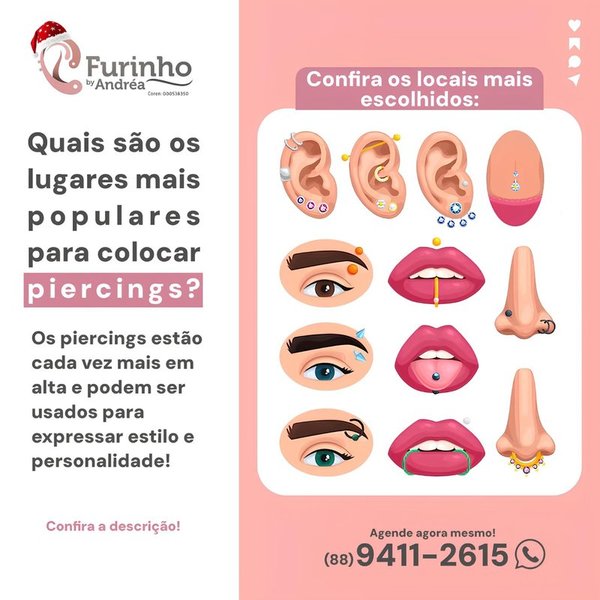 Furinho
by Andréa
Coren: 000538350
Quais são os
lugares mais
populares
para colocar
piercings?
Os piercings estão
cada vez mais em
alta e podem ser
usados para
expressar estilo e
personalidade!
Confira a descrição!
Confira os locais mais
escolhidos:
Agende agora mesmo!
(88) 9411-2615